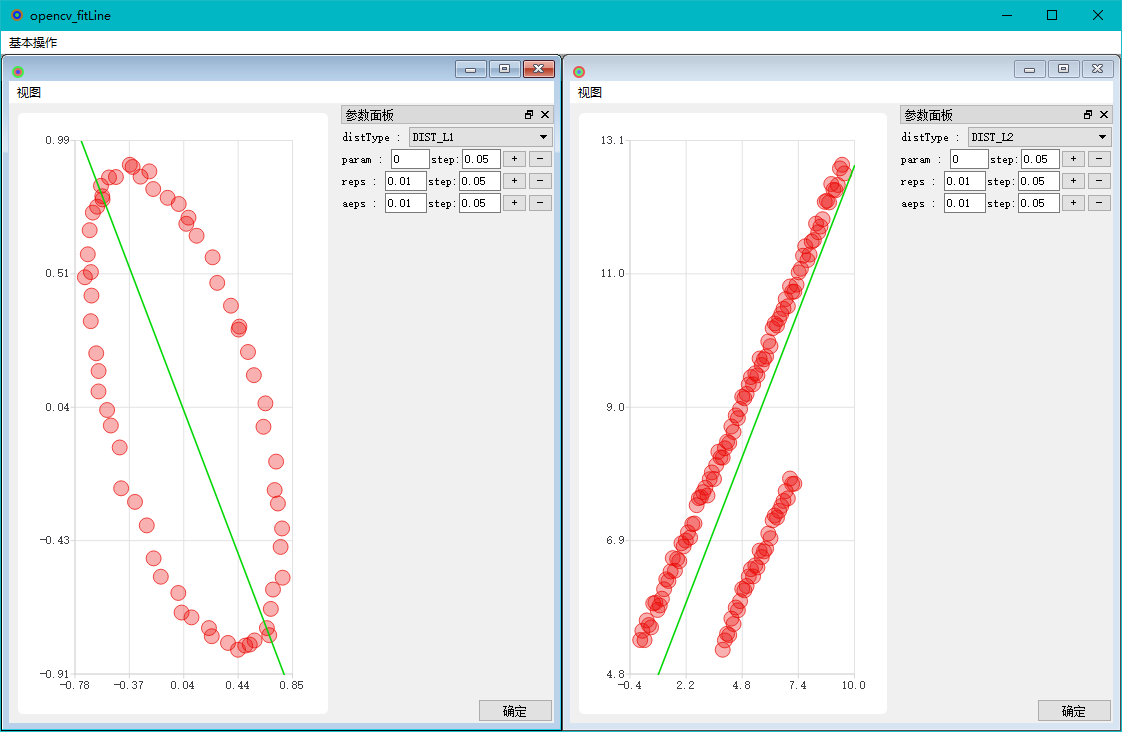 opencv_fitLine
基本操作
视图
参数面板
distType : DIST_L1
param : 0 step: 0.05 + −
reps : 0.01 step: 0.05 + −
aeps : 0.01 step: 0.05 + −
0.99
0.51
0.04
−0.43
−0.91
−0.78 −0.37 0.04 0.44 0.85
确定
视图
参数面板
distType : DIST_L2
param : 0 step: 0.05 + −
reps : 0.01 step: 0.05 + −
aeps : 0.01 step: 0.05 + −
13.1
11.0
9.0
6.9
4.8
−0.4 2.2 4.8 7.4 10.0
确定